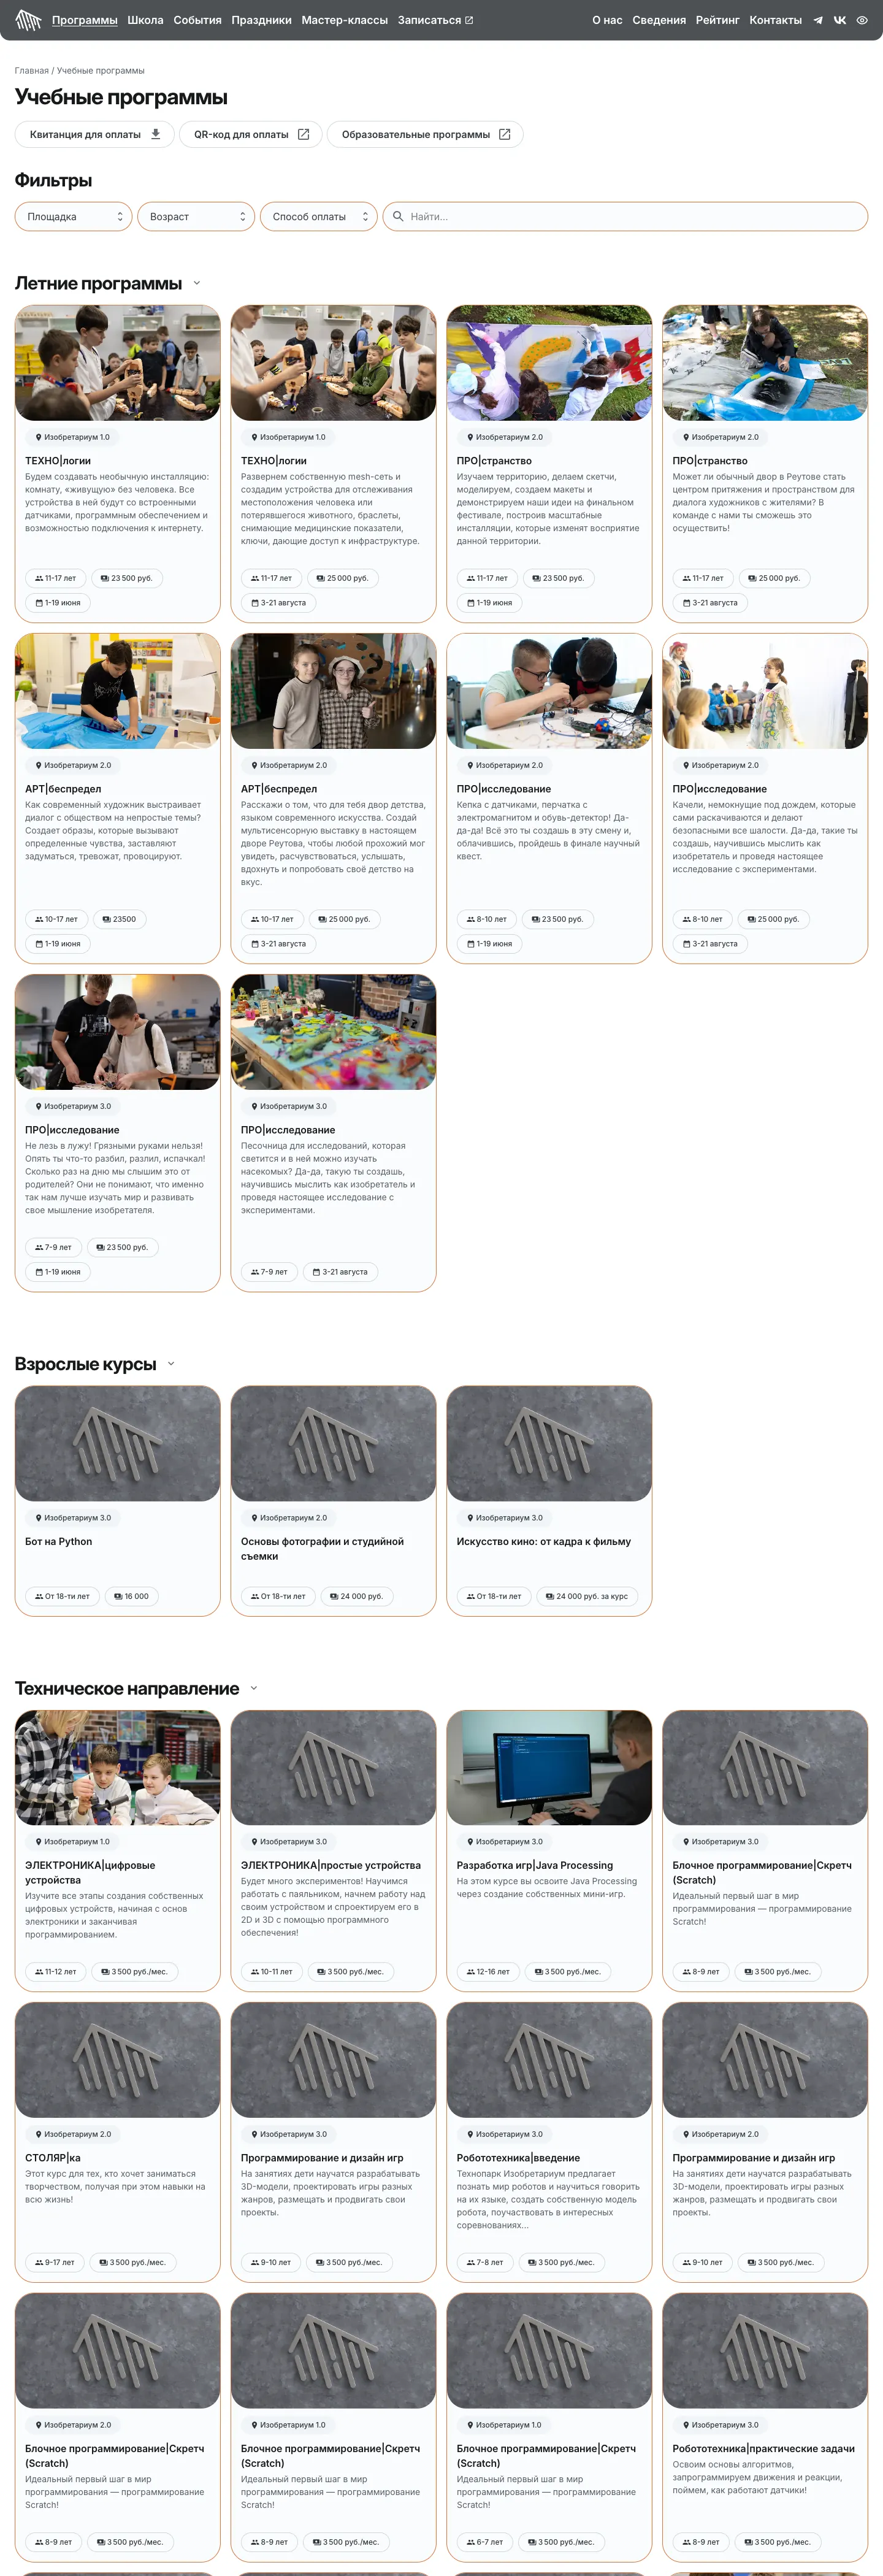 Программы Школа События Праздники Мастер-классы Записаться О нас Сведения Рейтинг Контакты
Главная / Учебные программы
Учебные программы
Квитанция для оплаты QR-код для оплаты Образовательные программы
Фильтры
Площадка Возраст Способ оплаты Найти...
Летние программы
Изобретариум 1.0
ТЕХНО|логии
Будем создавать необычную инсталляцию:
комнату, «живущую» без человека. Все
устройства в ней будут со встроенными
датчиками, программным обеспечением и
возможностью подключения к интернету.
11-17 лет 23 500 руб.
1-19 июня
Изобретариум 1.0
ТЕХНО|логии
Развернем собственную mesh-сеть и
создадим устройства для отслеживания
местоположения человека или
потерявшегося животного, браслеты,
снимающие медицинские показатели,
ключи, дающие доступ к инфраструктуре.
11-17 лет 25 000 руб.
3-21 августа
Изобретариум 2.0
ПРО|странство
Изучаем территорию, делаем скетчи,
моделируем, создаем макеты и
демонстрируем наши идеи на финальном
фестивале, построив масштабные
инсталляции, которые изменят восприятие
данной территории.
11-17 лет 23 500 руб.
1-19 июня
Изобретариум 2.0
ПРО|странство
Может ли обычный двор в Реутове стать
центром притяжения и пространством для
диалога художников с жителями? В
команде с нами ты сможешь это
осуществить!
11-17 лет 25 000 руб.
3-21 августа
Изобретариум 2.0
АРТ|беспредел
Как современный художник выстраивает
диалог с обществом на непростые темы?
Создает образы, которые вызывают
определенные чувства, заставляют
задуматься, тревожат, провоцируют.
10-17 лет 23500
1-19 июня
Изобретариум 2.0
АРТ|беспредел
Расскажи о том, что для тебя двор детства,
языком современного искусства. Создай
мультисенсорную выставку в настоящем
дворе Реутова, чтобы любой прохожий мог
увидеть, расчувствоваться, услышать,
вдохнуть и попробовать своё детство на
вкус.
10-17 лет 25 000 руб.
3-21 августа
Изобретариум 2.0
ПРО|исследование
Кепка с датчиками, перчатка с
электромагнитом и обувь-детектор! Да-
да-да! Всё это ты создашь в эту смену и,
облачившись, пройдешь в финале научный
квест.
8-10 лет 23 500 руб.
1-19 июня
Изобретариум 2.0
ПРО|исследование
Качели, немокнущие под дождем, которые
сами раскачиваются и делают
безопасными все шалости. Да-да, такие ты
создашь, научившись мыслить как
изобретатель и проведя настоящее
исследование с экспериментами.
8-10 лет 25 000 руб.
3-21 августа
Изобретариум 3.0
ПРО|исследование
Не лезь в лужу! Грязными руками нельзя!
Опять ты что-то разбил, разлил, испачкал!
Сколько раз на дню мы слышим это от
родителей? Они не понимают, что именно
так нам лучше изучать мир и развивать
свое мышление изобретателя.
7-9 лет 23 500 руб.
1-19 июня
Изобретариум 3.0
ПРО|исследование
Песочница для исследований, которая
светится и в ней можно изучать
насекомых? Да-да, такую ты создашь,
научившись мыслить как изобретатель и
проведя настоящее исследование с
экспериментами.
7-9 лет 3-21 августа
Взрослые курсы
Изобретариум 3.0
Бот на Python
От 18-ти лет 16 000
Изобретариум 2.0
Основы фотографии и студийной
съемки
От 18-ти лет 24 000 руб.
Изобретариум 3.0
Искусство кино: от кадра к фильму
От 18-ти лет 24 000 руб. за курс
Техническое направление
Изобретариум 1.0
ЭЛЕКТРОНИКА|цифровые
устройства
Изучите все этапы создания собственных
цифровых устройств, начиная с основ
электроники и заканчивая
программированием.
11-12 лет 3 500 руб./мес.
Изобретариум 3.0
ЭЛЕКТРОНИКА|простые устройства
Будет много эксперимента! Научимся
работать с паяльником, начнем работу над
своим устройством и спроектируем его в
2D и 3D с помощью программного
обеспечения!
10-11 лет 3 500 руб./мес.
Изобретариум 3.0
Разработка игр|Java Processing
На этом курсе вы освоите Java Processing
через создание собственных мини-игр.
12-16 лет 3 500 руб./мес.
Изобретариум 3.0
Блочное программирование|Скретч
(Scratch)
Идеальный первый шаг в мир
программирования — программирование
Scratch!
8-9 лет 3 500 руб./мес.
Изобретариум 2.0
СТОЛЯР|ка
Этот курс для тех, кто хочет заниматься
творчеством, получая при этом навыки на
всю жизнь!
9-17 лет 3 500 руб./мес.
Изобретариум 3.0
Программирование и дизайн игр
На занятиях дети научатся разрабатывать
3D-модели, проектировать игры разных
жанров, размещать и продвигать свои
проекты.
9-10 лет 3 500 руб./мес.
Изобретариум 3.0
Робототехника|введение
Технопарк Изобретариум предлагает
познать мир роботов и научиться говорить
на их языке, создать собственную модель
робота, поучаствовать в интересных
соревнованиях...
7-8 лет 3 500 руб./мес.
Изобретариум 2.0
Программирование и дизайн игр
На занятиях дети научатся разрабатывать
3D-модели, проектировать игры разных
жанров, размещать и продвигать свои
проекты.
9-10 лет 3 500 руб./мес.
Изобретариум 2.0
Блочное программирование|Скретч
(Scratch)
Идеальный первый шаг в мир
программирования — программирование
Scratch!
8-9 лет 3 500 руб./мес.
Изобретариум 1.0
Блочное программирование|Скретч
(Scratch)
Идеальный первый шаг в мир
программирования — программирование
Scratch!
8-9 лет 3 500 руб./мес.
Изобретариум 1.0
Блочное программирование|Скретч
(Scratch)
Идеальный первый шаг в мир
программирования — программирование
Scratch!
6-7 лет 3 500 руб./мес.
Изобретариум 3.0
Робототехника|практические задачи
Освоим основы алгоритмов,
запрограммируем движения и реакции,
поймем, как работают датчики!
8-9 лет 3 500 руб./мес.